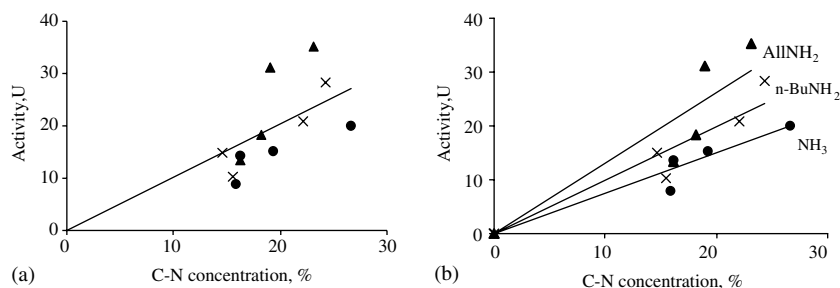 40
30
20
10
0
0
10
20
30
Activity,U
C-N concentration, %
(a)
40
30
20
10
0
0
10
20
30
Activity,U
C-N concentration, %
(b)
AllNH2
n-BuNH2
NH3